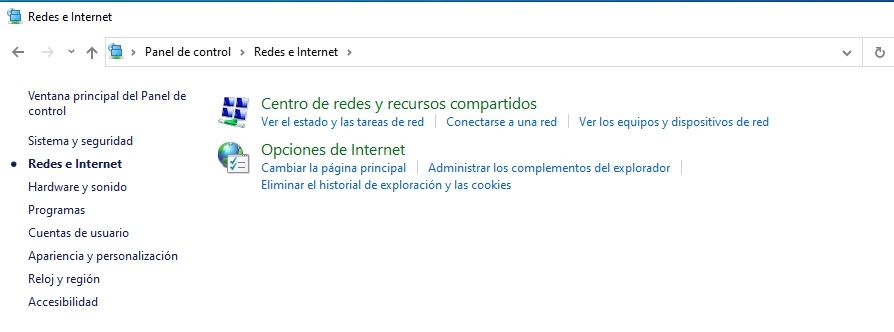 Redes e Internet
Panel de control
Redes e Internet
Ventana principal del Panel de
control
Sistema y seguridad
Redes e Internet
Hardware y sonido
Programas
Cuentas de usuario
Apariencia y personalización
Reloj y región
Accesibilidad
Centro de redes y recursos compartidos
Ver el estado y las tareas de red
Conectarse a una red
Ver los equipos y dispositivos de red
Opciones de Internet
Cambiar la página principal
Administrar los complementos del explorador
Eliminar el historial de exploración y las cookies